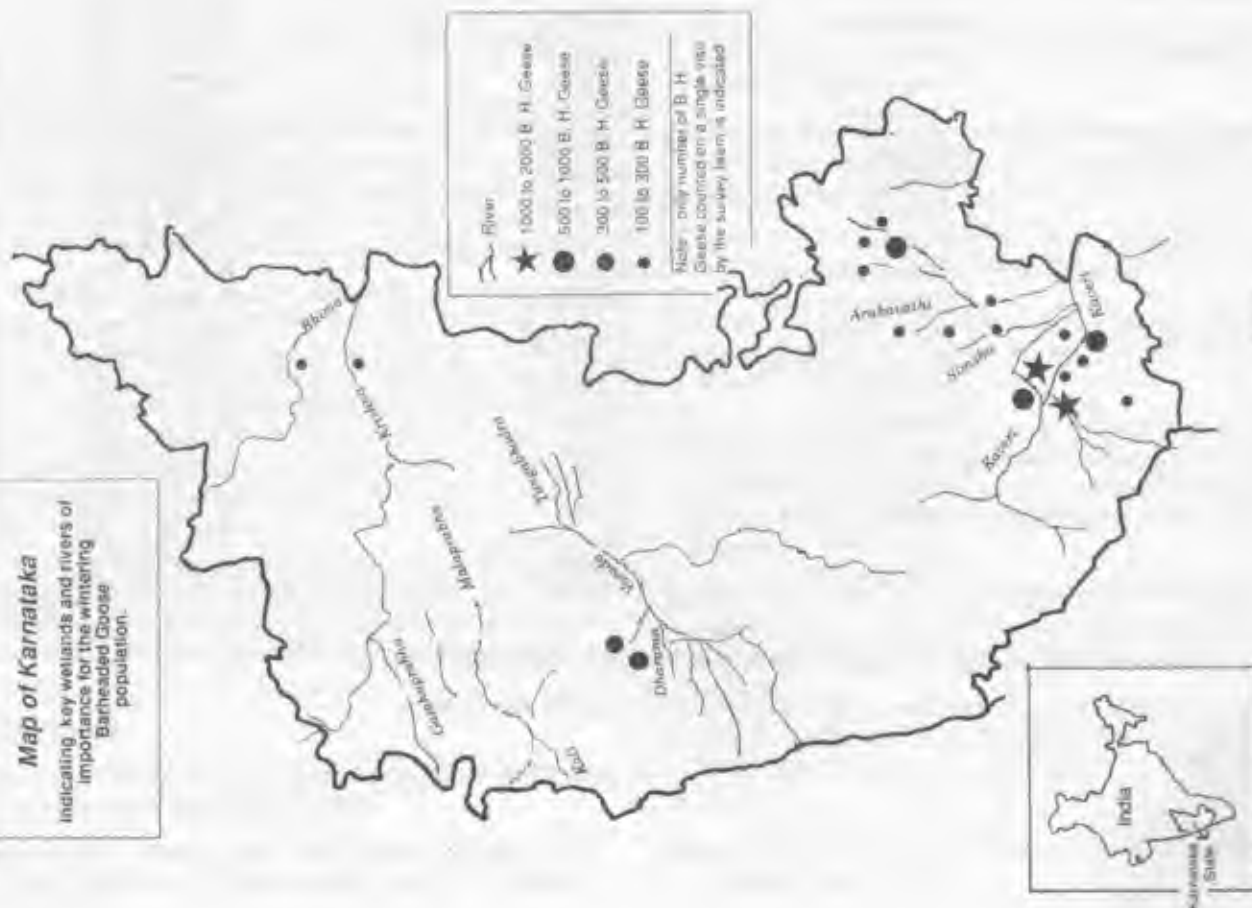 Map of Karnataka
Indicating key wetlands and rivers of
importance for the wintering
Barheaded Goose
population.
River
1000 to 2000 B. H. Geese
500 to 1000 B. H. Geese
300 to 500 B. H. Geese
100 to 300 B. H. Geese
Note : only number of B. H.
Geese counted on a single visit
by the survey team is indicated
Bhima
Krishna
Tungabhadra
Malaprabha
Ghataprabha
Kali
Varada
Dharma
Arkavathi
Simsha
Kaveri
Kaveri
India
Karnataka
State